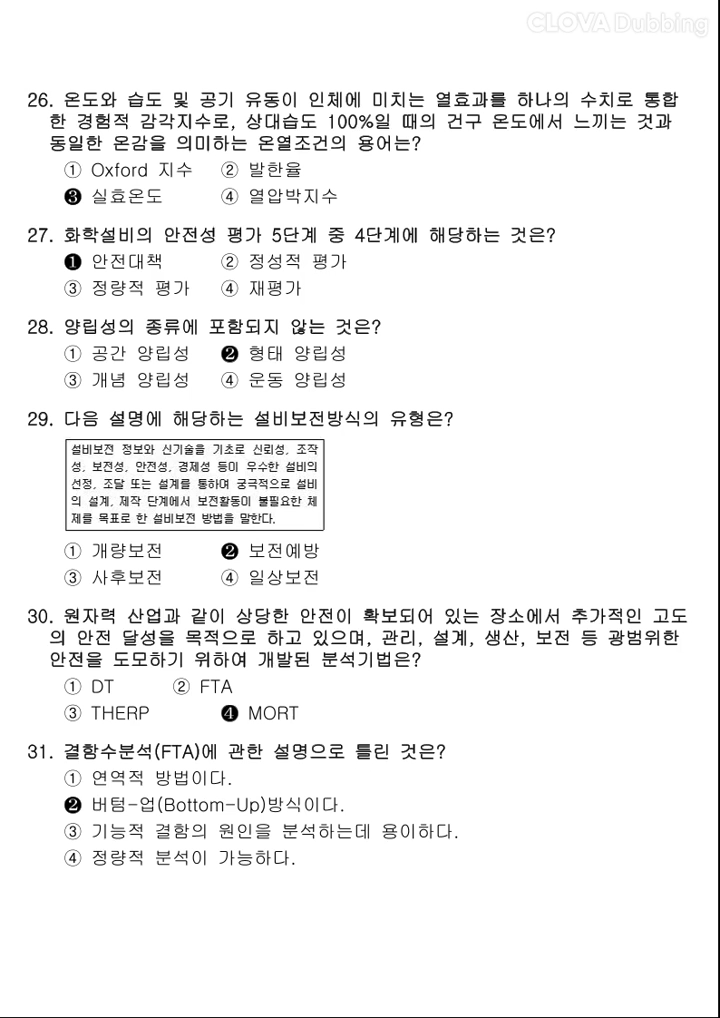 CLOVA Dubbing
26. 온도와 습도 및 공기 유동이 인체에 미치는 열효과를 하나의 수치로 통합
한 경험적 감각지수로, 상대습도 100%일 때의 건구 온도에서 느끼는 것과
동일한 온감을 의미하는 온열조건의 용어는?
① Oxford 지수 ② 발한율
❸ 실효온도 ④ 열압박지수
27. 화학설비의 안전성 평가 5단계 중 4단계에 해당하는 것은?
❶ 안전대책 ② 정성적 평가
③ 정량적 평가 ④ 재평가
28. 양립성의 종류에 포함되지 않는 것은?
① 공간 양립성 ❷ 형태 양립성
③ 개념 양립성 ④ 운동 양립성
29. 다음 설명에 해당하는 설비보전방식의 유형은?
설비보전 정보와 신기술을 기초로 신뢰성, 조작
성, 보전성, 안전성, 경제성 등이 우수한 설비의
선정, 조달 또는 설계를 통하며 궁극적으로 설비
의 설계, 제작 단계에서 보전활동이 불필요한 체
제를 목표로 한 설비보전 방법을 말한다.
① 개량보전 ❷ 보전예방
③ 사후보전 ④ 일상보전
30. 원자력 산업과 같이 상당한 안전이 확보되어 있는 장소에서 추가적인 고도
의 안전 달성을 목적으로 하고 있으며, 관리, 설계, 생산, 보전 등 광범위한
안전을 도모하기 위하여 개발된 분석기법은?
① DT ② FTA
③ THERP ❹ MORT
31. 결함수분석(FTA)에 관한 설명으로 틀린 것은?
① 연역적 방법이다.
❷ 버텀-업(Bottom-Up)방식이다.
③ 기능적 결함의 원인을 분석하는데 용이하다.
④ 정량적 분석이 가능하다.